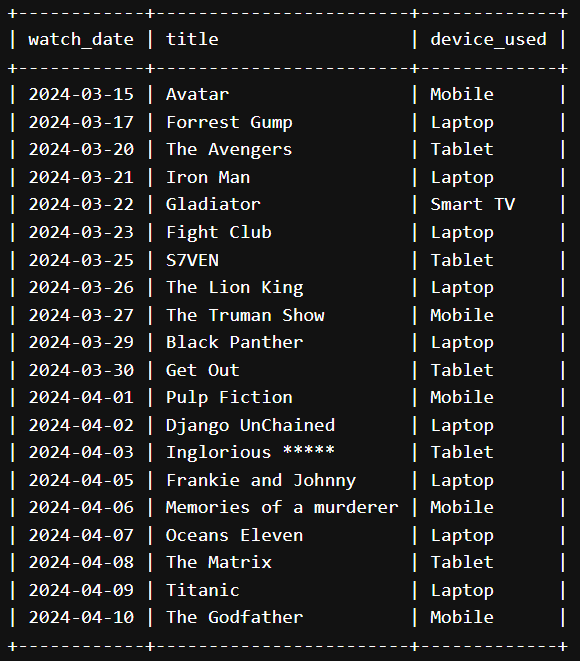 +------------+------------------------+-------------+
| watch_date | title                  | device_used |
+------------+------------------------+-------------+
| 2024-03-15 | Avatar                 | Mobile      |
| 2024-03-17 | Forrest Gump           | Laptop      |
| 2024-03-20 | The Avengers           | Tablet      |
| 2024-03-21 | Iron Man               | Laptop      |
| 2024-03-22 | Gladiator              | Smart TV    |
| 2024-03-23 | Fight Club             | Laptop      |
| 2024-03-25 | S7VEN                  | Tablet      |
| 2024-03-26 | The Lion King          | Laptop      |
| 2024-03-27 | The Truman Show        | Mobile      |
| 2024-03-29 | Black Panther          | Laptop      |
| 2024-03-30 | Get Out                | Tablet      |
| 2024-04-01 | Pulp Fiction           | Mobile      |
| 2024-04-02 | Django UnChained       | Laptop      |
| 2024-04-03 | Inglorious *****       | Tablet      |
| 2024-04-05 | Frankie and Johnny     | Laptop      |
| 2024-04-06 | Memories of a murderer | Mobile      |
| 2024-04-07 | Oceans Eleven          | Laptop      |
| 2024-04-08 | The Matrix             | Tablet      |
| 2024-04-09 | Titanic                | Laptop      |
| 2024-04-10 | The Godfather          | Mobile      |
+------------+------------------------+-------------+